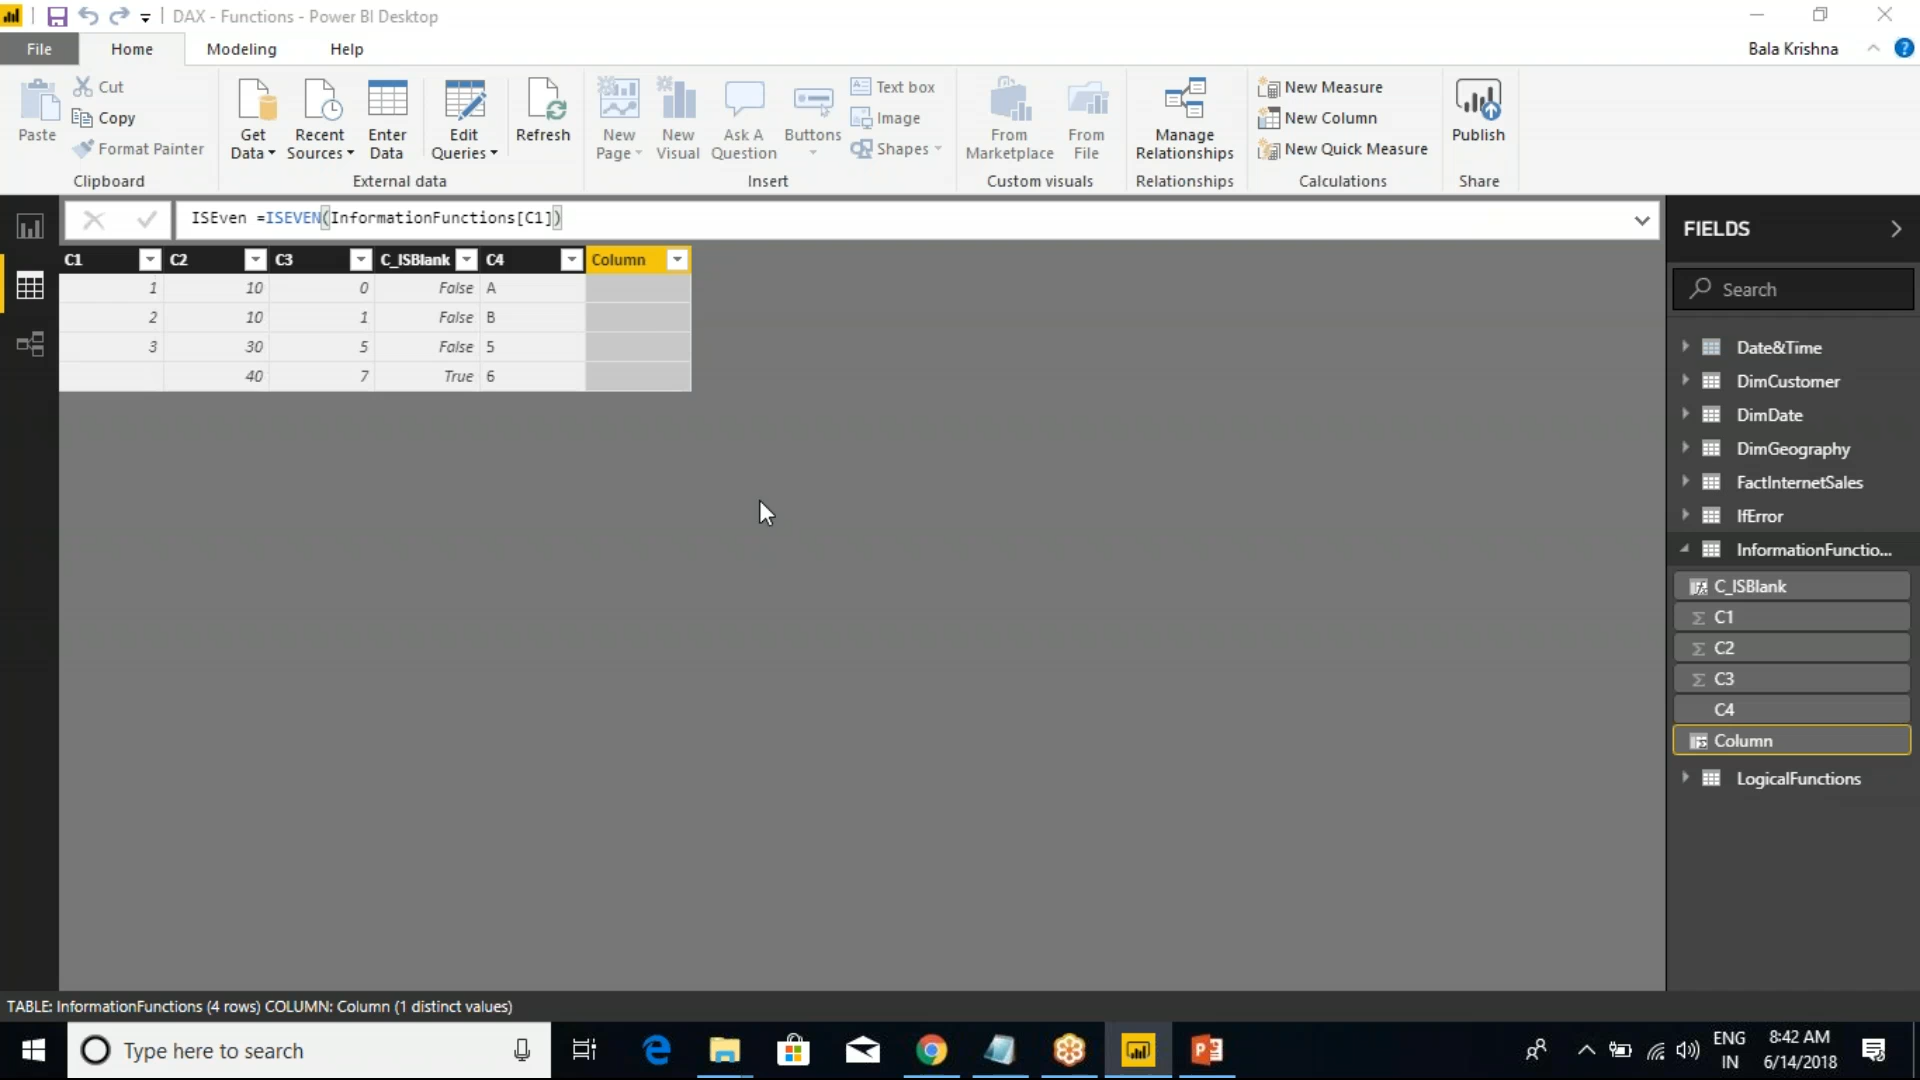 DAX - Functions - Power BI Desktop
File Home Modeling Help Bala Krishna
Paste
Cut
Copy
Format Painter
Clipboard
Get Data
Recent Sources
Enter Data
Edit Queries
Refresh
External data
New Page
New Visual
Ask A Question
Buttons
Text box
Image
Shapes
Insert
From Marketplace
From File
Custom visuals
Manage Relationships
Relationships
New Measure
New Column
New Quick Measure
Calculations
Publish
Share
ISEven =ISEVEN(InformationFunctions[C1])
C1 C2 C3 C_ISBlank C4 Column
1 10 0 False A
2 10 1 False B
3 30 5 False 5
40 7 True 6
FIELDS
Search
Date&Time
DimCustomer
DimDate
DimGeography
FactInternetSales
IfError
InformationFunctio...
C_ISBlank
C1
C2
C3
C4
Column
LogicalFunctions
TABLE: InformationFunctions (4 rows) COLUMN: Column (1 distinct values)
Type here to search
ENG
IN
8:42 AM
6/14/2018